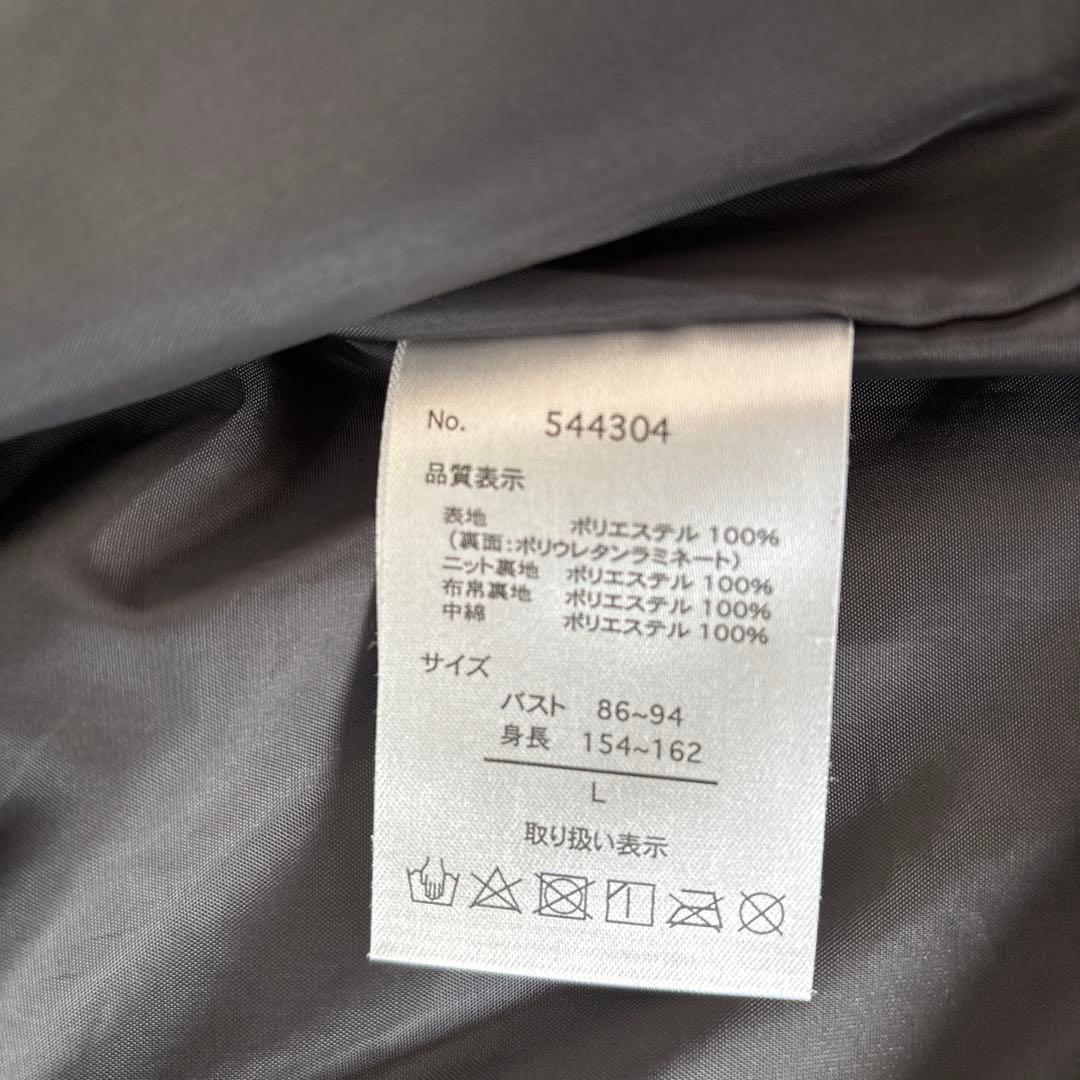 No. 544304
品質表示
表地 ポリエステル 100%
(裏面:ポリウレタンラミネート)
ニット裏地 ポリエステル 100%
布帛裏地 ポリエステル 100%
中綿 ポリエステル 100%
サイズ
バスト 86~94
身長 154~162
L
取り扱い表示